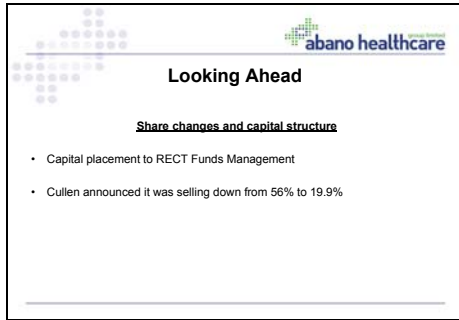 group limited
abano healthcare
Looking Ahead
Share changes and capital structure
• Capital placement to RECT Funds Management
• Cullen announced it was selling down from 56% to 19.9%